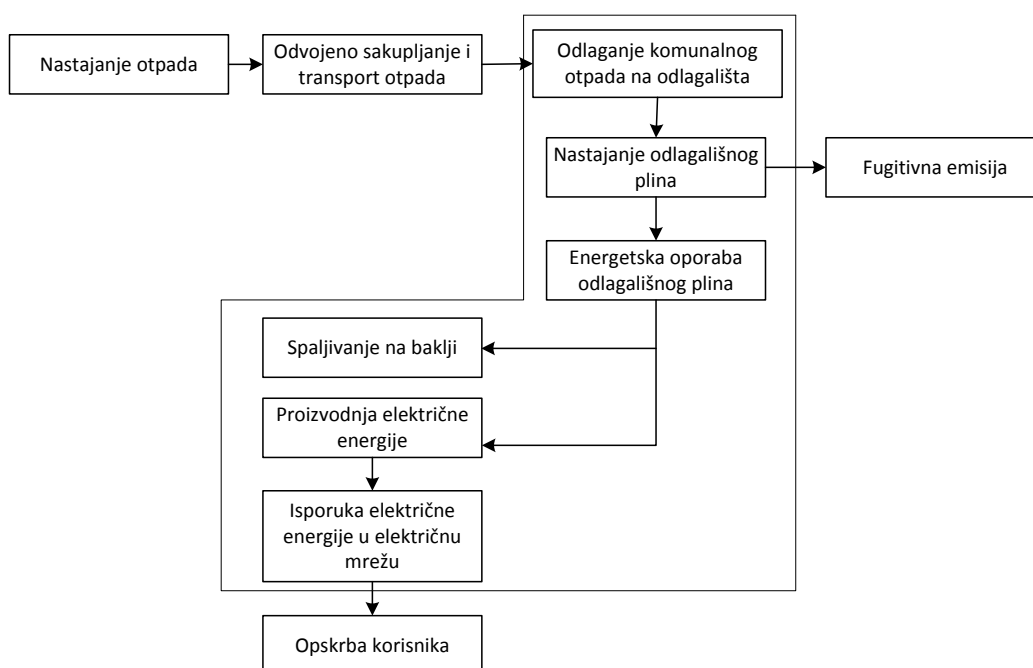 Nastajanje otpada
Odvojeno sakupljanje i
transport otpada
Odlaganje komunalnog
otpada na odlagališta
Nastajanje odlagališnog
plina
Fugitivna emisija
Energetska oporaba
odlagališnog plina
Spaljivanje na baklji
Proizvodnja električne
energije
Isporuka električne
energije u električnu
mrežu
Opskrba korisnika